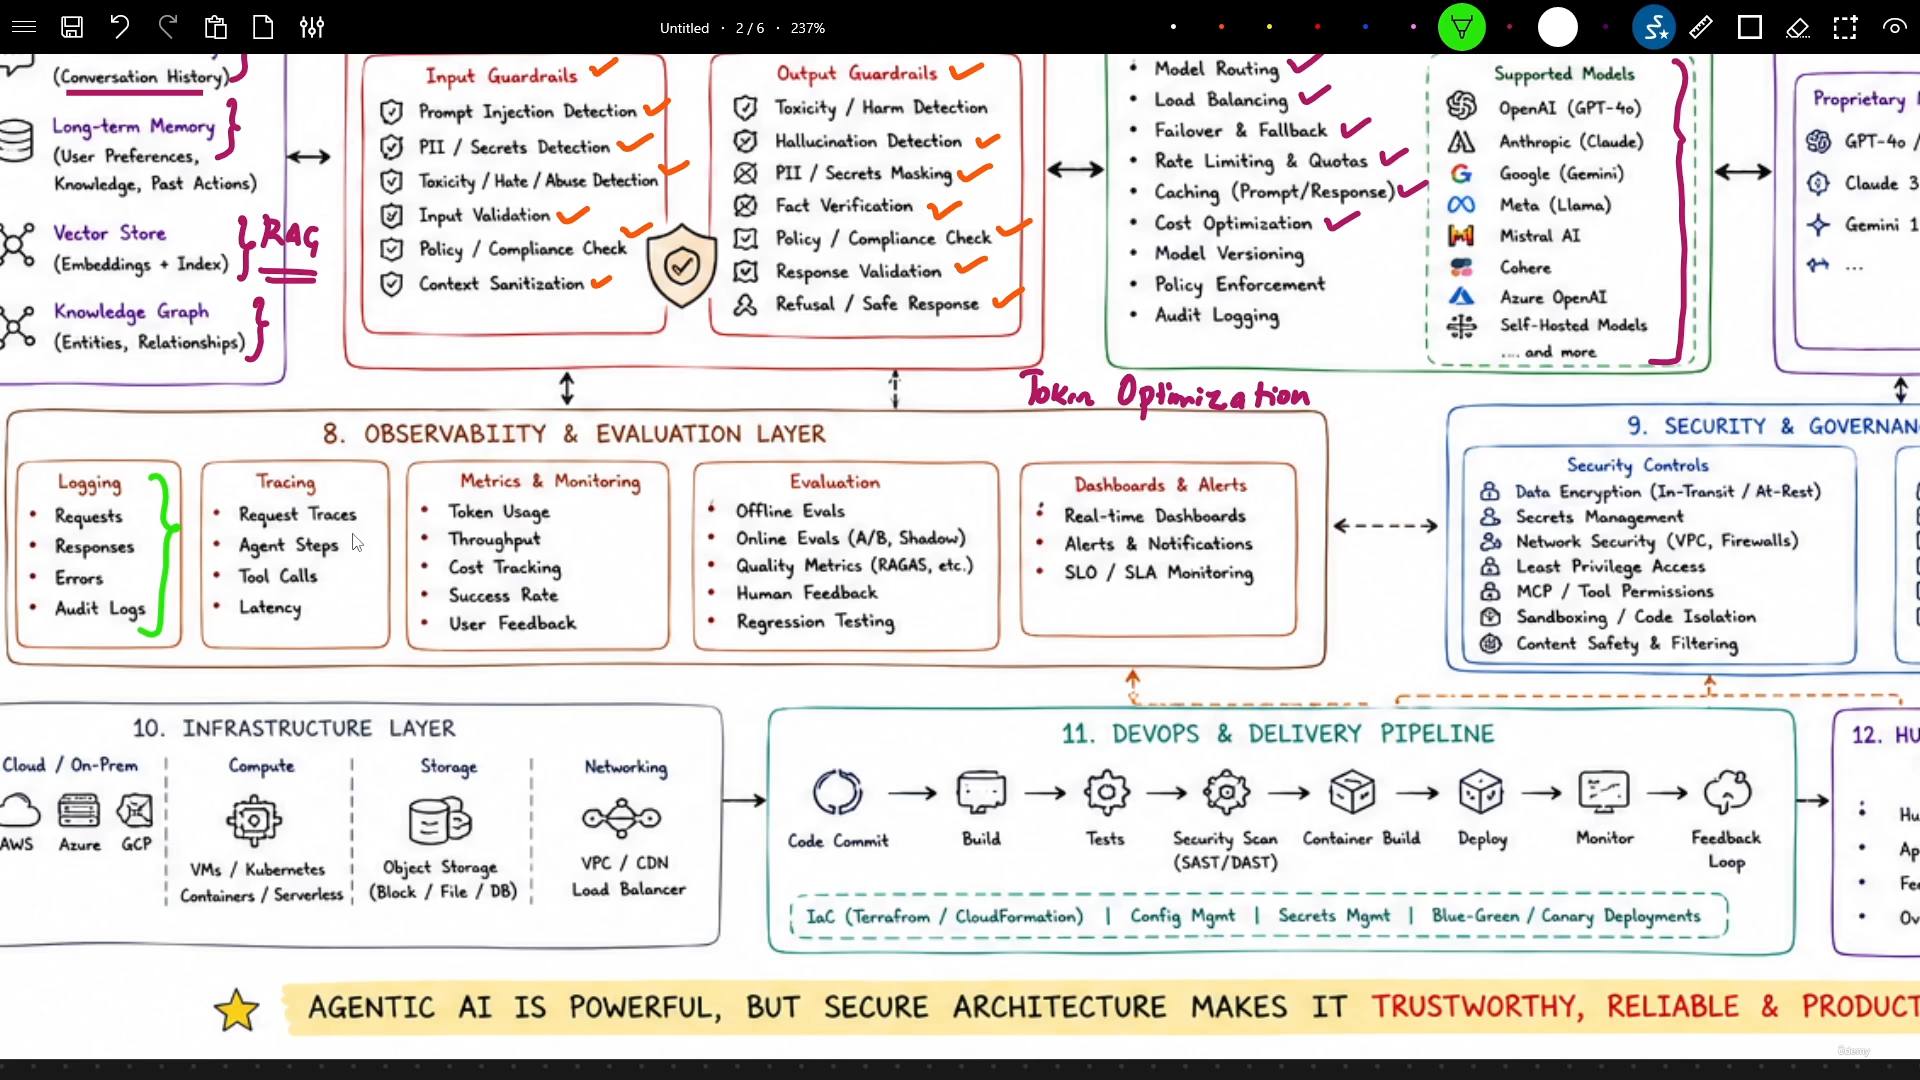 Untitled · 2 / 6 · 237%
(Conversation History)
Long-term Memory
(User Preferences,
Knowledge, Past Actions)
Vector Store
(Embeddings + Index)
RAG
Knowledge Graph
(Entities, Relationships)
Input Guardrails
Prompt Injection Detection
PII / Secrets Detection
Toxicity / Hate / Abuse Detection
Input Validation
Policy / Compliance Check
Context Sanitization
Output Guardrails
Toxicity / Harm Detection
Hallucination Detection
PII / Secrets Masking
Fact Verification
Policy / Compliance Check
Response Validation
Refusal / Safe Response
• Model Routing
• Load Balancing
• Failover & Fallback
• Rate Limiting & Quotas
• Caching (Prompt/Response)
• Cost Optimization
• Model Versioning
• Policy Enforcement
• Audit Logging
Supported Models
OpenAI (GPT-4o)
Anthropic (Claude)
Google (Gemini)
Meta (Llama)
Mistral AI
Cohere
Azure OpenAI
Self-Hosted Models
... and more
Proprietary
GPT-4o /
Claude 3
Gemini 1
...
Token Optimization
8. OBSERVABIITY & EVALUATION LAYER
Logging
• Requests
• Responses
• Errors
• Audit Logs
Tracing
• Request Traces
• Agent Steps
• Tool Calls
• Latency
Metrics & Monitoring
• Token Usage
• Throughput
• Cost Tracking
• Success Rate
• User Feedback
Evaluation
• Offline Evals
• Online Evals (A/B, Shadow)
• Quality Metrics (RAGAS, etc.)
• Human Feedback
• Regression Testing
Dashboards & Alerts
• Real-time Dashboards
• Alerts & Notifications
• SLO / SLA Monitoring
9. SECURITY & GOVERNAN
Security Controls
Data Encryption (In-Transit / At-Rest)
Secrets Management
Network Security (VPC, Firewalls)
Least Privilege Access
MCP / Tool Permissions
Sandboxing / Code Isolation
Content Safety & Filtering
10. INFRASTRUCTURE LAYER
Cloud / On-Prem
AWS Azure GCP
Compute
VMs / Kubernetes
Containers / Serverless
Storage
Object Storage
(Block / File / DB)
Networking
VPC / CDN
Load Balancer
11. DEVOPS & DELIVERY PIPELINE
Code Commit
Build
Tests
Security Scan
(SAST/DAST)
Container Build
Deploy
Monitor
Feedback
Loop
IaC (Terrafrom / CloudFormation) | Config Mgmt | Secrets Mgmt | Blue-Green / Canary Deployments
12. HU
• Hu
• Ap
• Fee
• Ov
AGENTIC AI IS POWERFUL, BUT SECURE ARCHITECTURE MAKES IT TRUSTWORTHY, RELIABLE & PRODUCT
Udemy